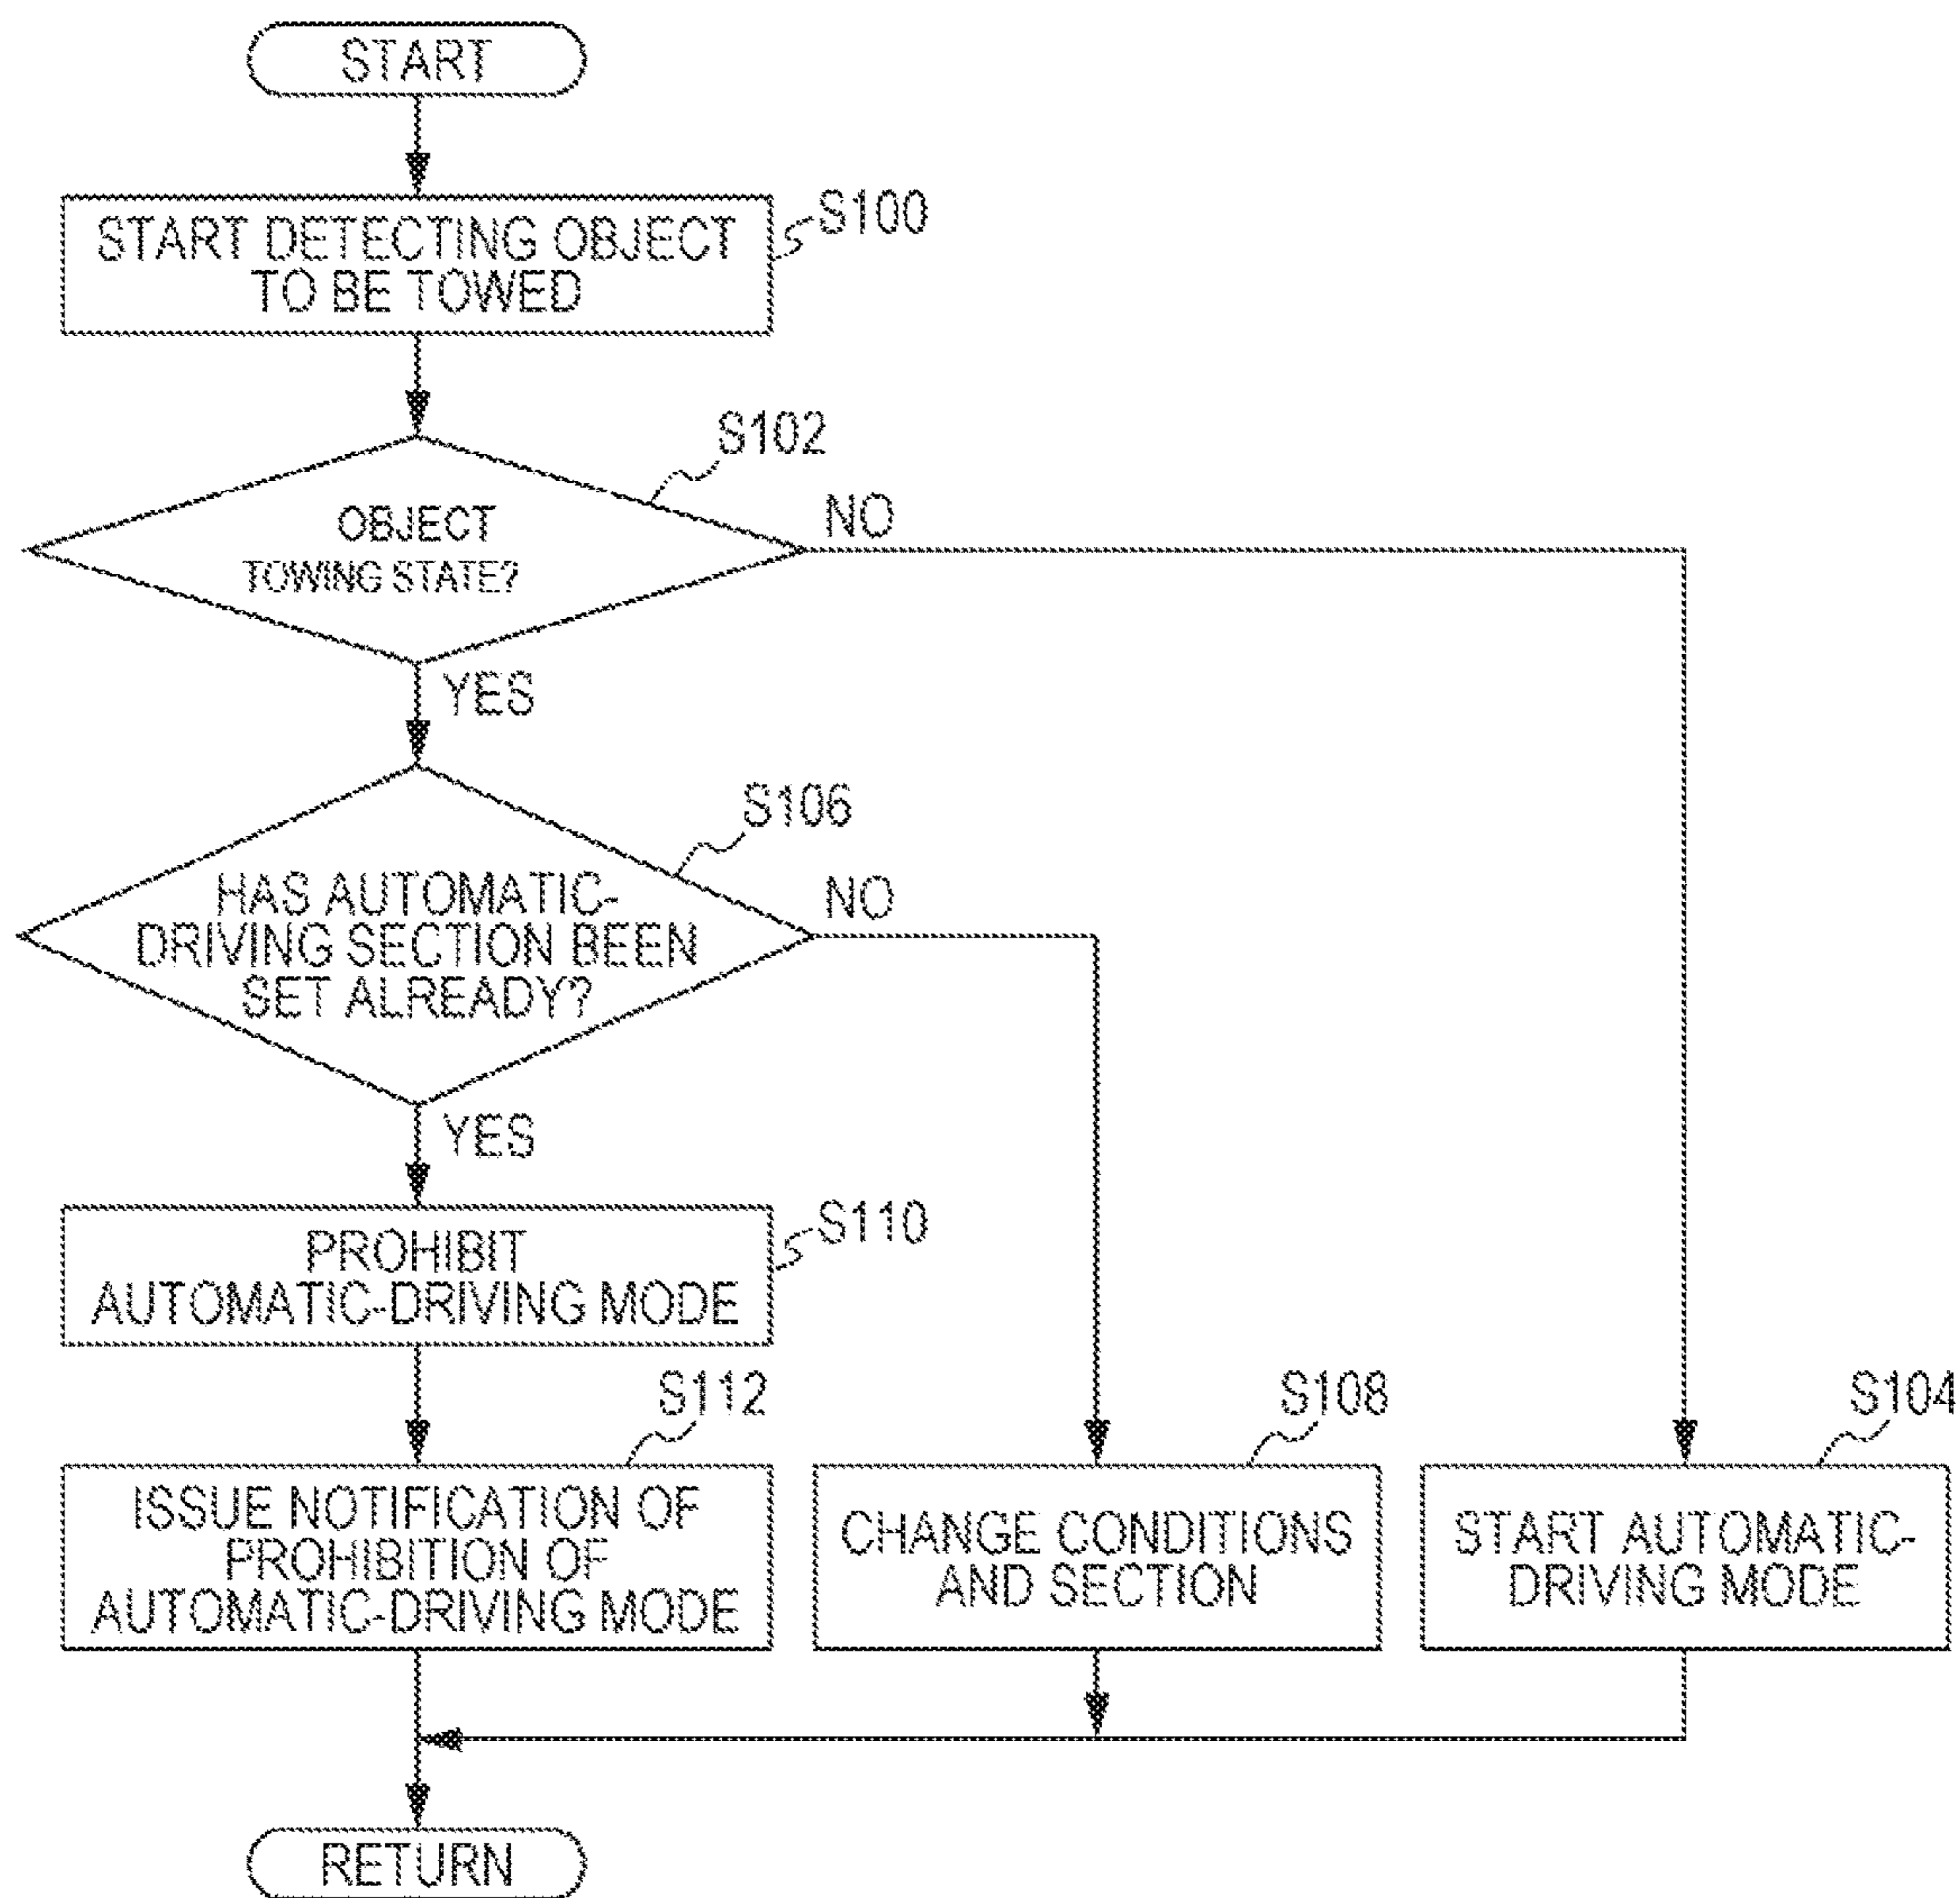 START
START DETECTING OBJECT
TO BE TOWED
S100
S102
OBJECT
TOWING STATE?
NO
YES
S106
HAS AUTOMATIC-
DRIVING SECTION BEEN
SET ALREADY?
NO
YES
PROHIBIT
AUTOMATIC-DRIVING MODE
S110
S112
ISSUE NOTIFICATION OF
PROHIBITION OF
AUTOMATIC-DRIVING MODE
S108
CHANGE CONDITIONS
AND SECTION
S104
START AUTOMATIC-
DRIVING MODE
RETURN